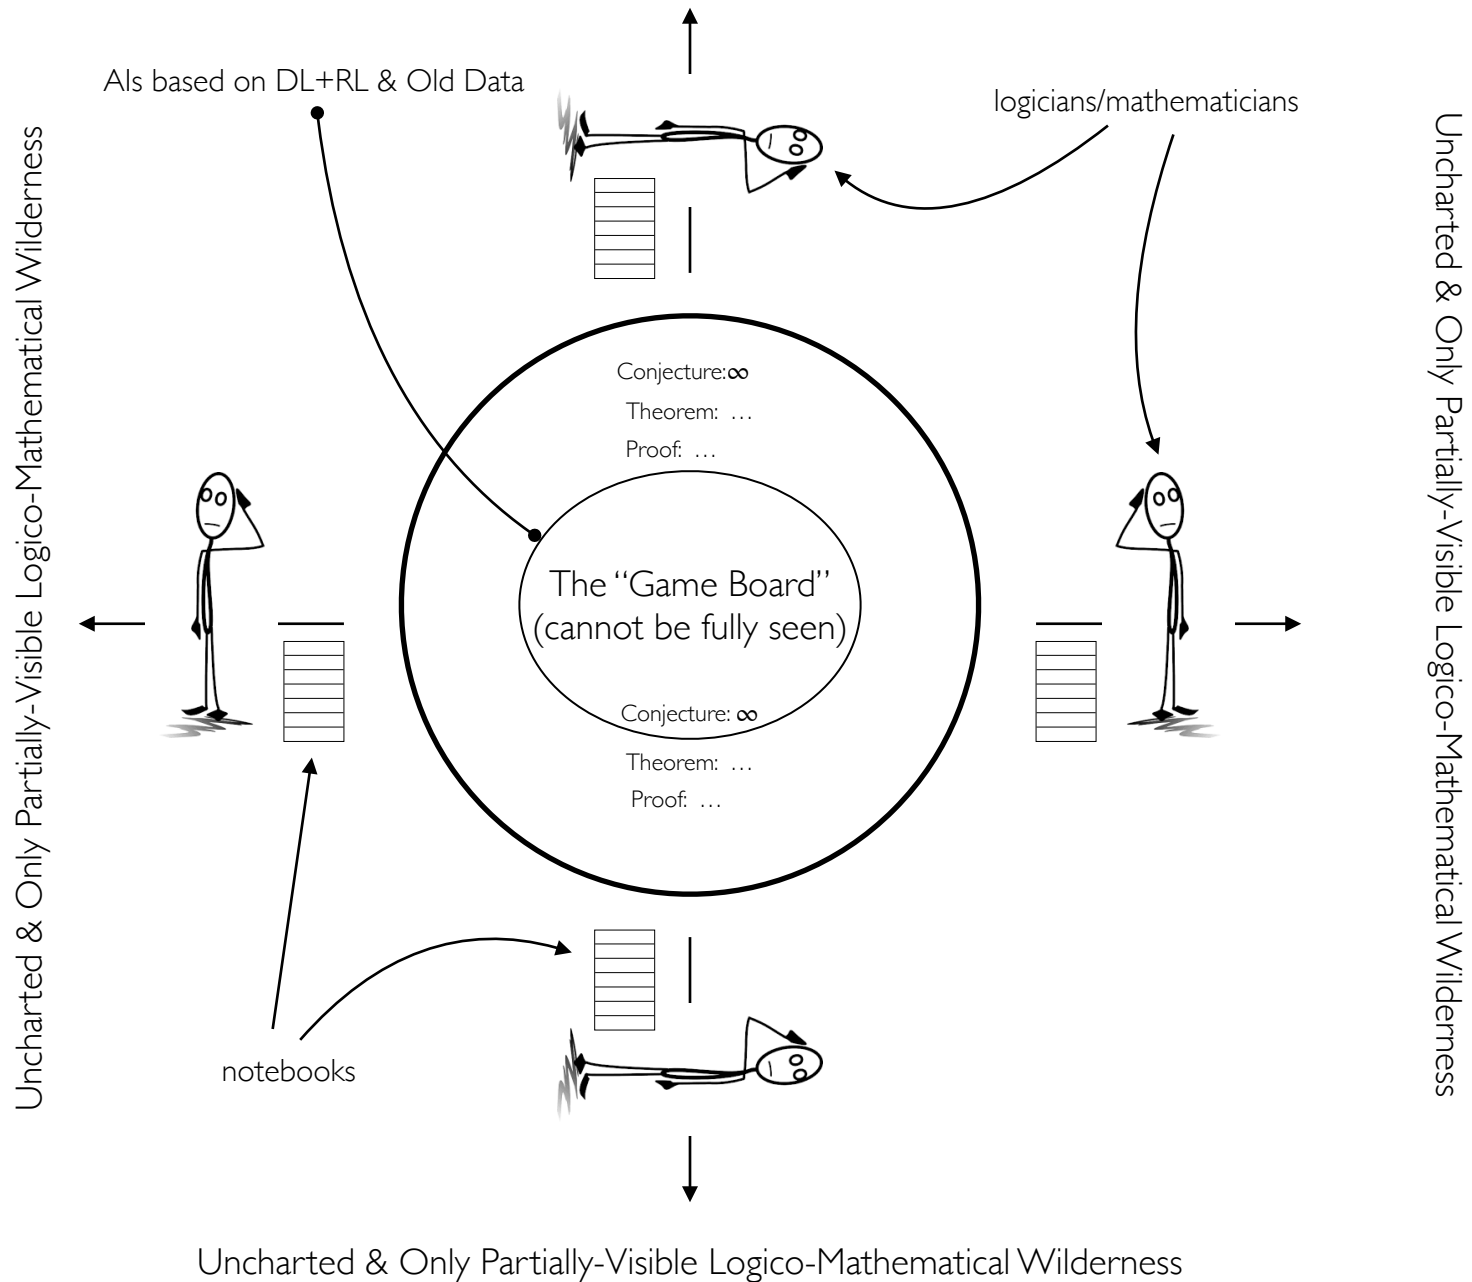 AIs based on DL+RL & Old Data
logicians/mathematicians
Uncharted & Only Partially-Visible Logico-Mathematical Wilderness
Uncharted & Only Partially-Visible Logico-Mathematical Wilderness
Conjecture:∞
Theorem: …
Proof: …
The “Game Board”
(cannot be fully seen)
Conjecture: ∞
Theorem: …
Proof: …
notebooks
Uncharted & Only Partially-Visible Logico-Mathematical Wilderness